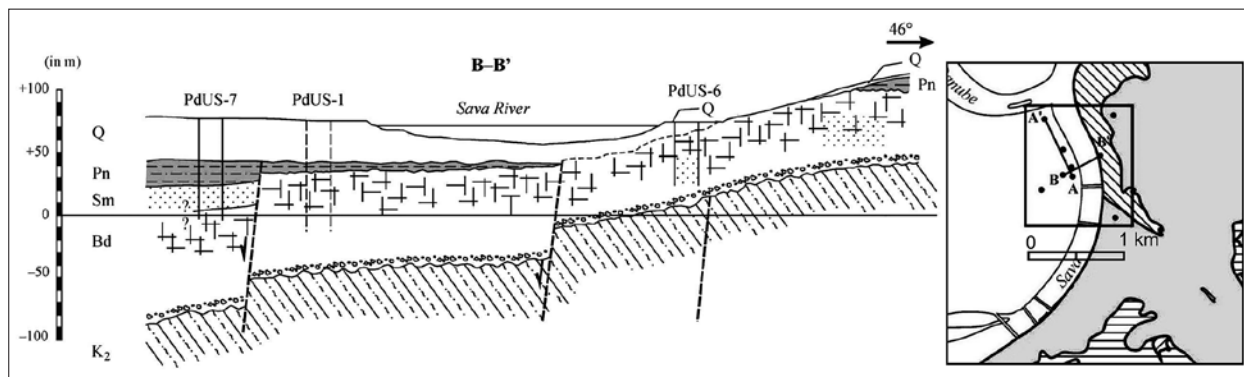 46°
(in m)
B–B'
Q
+100
PdUS-7
PdUS-1
Sava River
PdUS-6
Pn
Q
Q
+50
Pn
Sm
?
0
?
Bd
−50
−100
K₂
nube
A'
B'
B
A
0
1 km
Sava